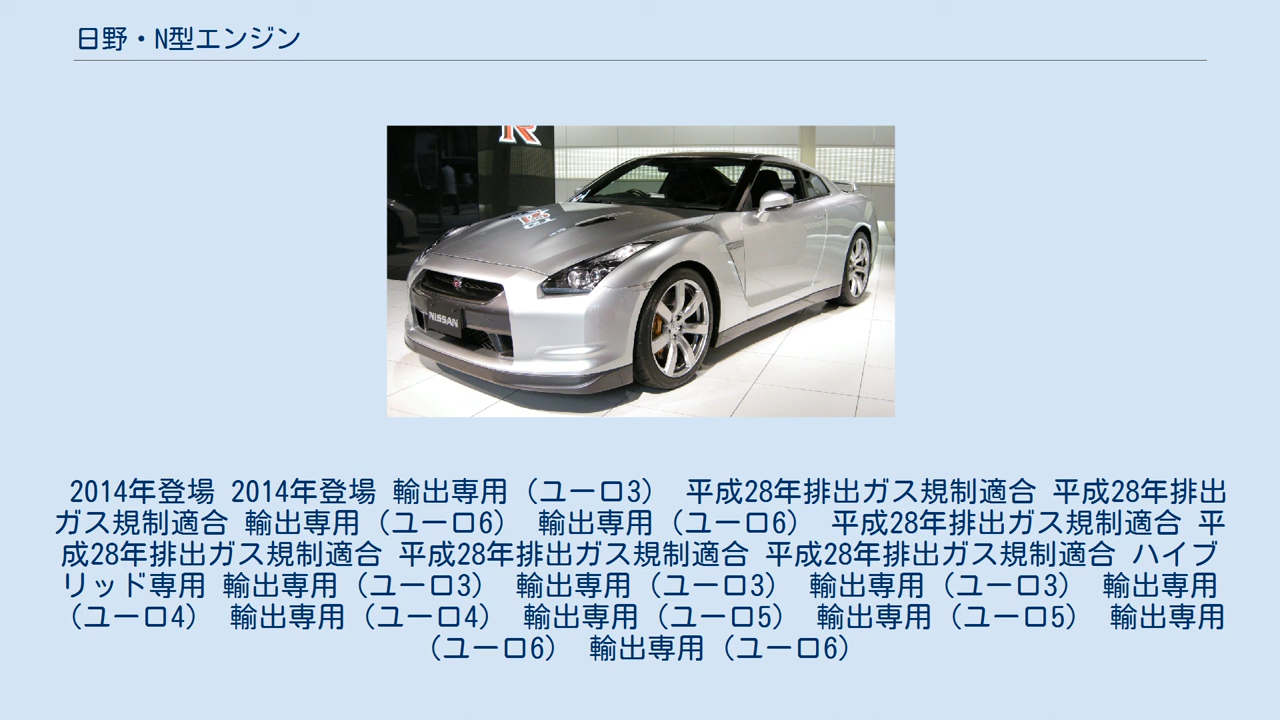 日野・N型エンジン
R
NISSAN
2014年登場 2014年登場 輸出専用（ユーロ3） 平成28年排出ガス規制適合 平成28年排出
ガス規制適合 輸出専用（ユーロ6） 輸出専用（ユーロ6） 平成28年排出ガス規制適合 平
成28年排出ガス規制適合 平成28年排出ガス規制適合 平成28年排出ガス規制適合 ハイブ
リッド専用 輸出専用（ユーロ3） 輸出専用（ユーロ3） 輸出専用（ユーロ3） 輸出専用
（ユーロ4） 輸出専用（ユーロ4） 輸出専用（ユーロ5） 輸出専用（ユーロ5） 輸出専用
（ユーロ6） 輸出専用（ユーロ6）